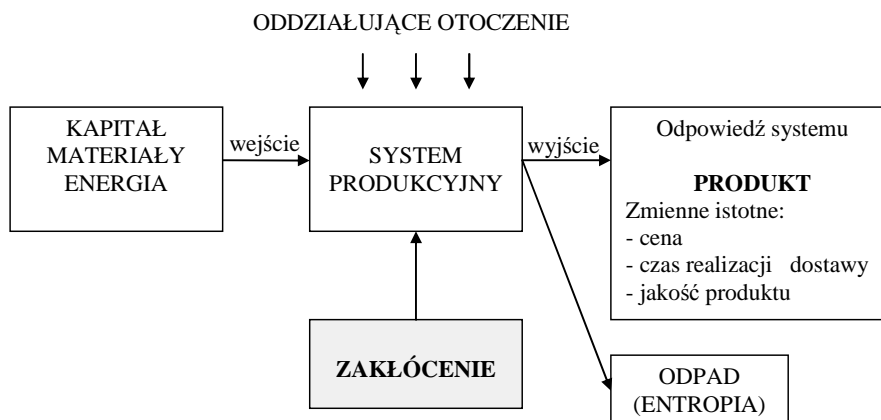 ODDZIAŁUJĄCE OTOCZENIE
KAPITAŁ
MATERIAŁY
ENERGIA
wejście
SYSTEM
PRODUKCYJNY
wyjście
Odpowiedź systemu
PRODUKT
Zmienne istotne:
- cena
- czas realizacji dostawy
- jakość produktu
ZAKŁÓCENIE
ODPAD
(ENTROPIA)